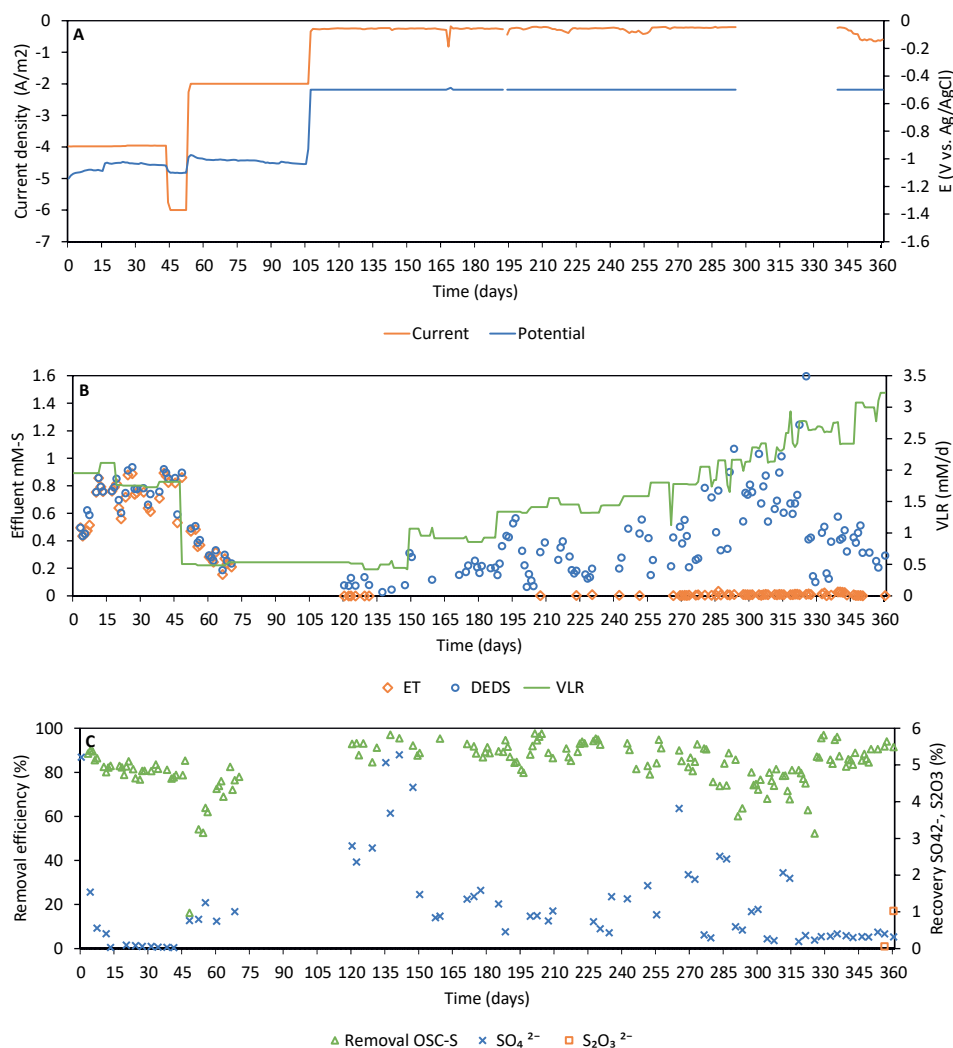 A
0
-1
-2
-3
-4
-5
-6
-7
Current density (A/m2)
0
-0.2
-0.4
-0.6
-0.8
-1
-1.2
-1.4
-1.6
E (V vs. Ag/AgCl)
0 15 30 45 60 75 90 105 120 135 150 165 180 195 210 225 240 255 270 285 300 315 330 345 360
Time (days)
Current Potential
B
1.6
1.4
1.2
1
0.8
0.6
0.4
0.2
0
Effluent mM-S
3.5
3
2.5
2
1.5
1
0.5
0
VLR (mM/d)
0 15 30 45 60 75 90 105 120 135 150 165 180 195 210 225 240 255 270 285 300 315 330 345 360
Time (days)
ET DEDS VLR
C
100
80
60
40
20
0
Removal efficiency (%)
6
5
4
3
2
1
0
Recovery SO42-, S2O3 (%)
0 15 30 45 60 75 90 105 120 135 150 165 180 195 210 225 240 255 270 285 300 315 330 345 360
Time (days)
Removal OSC-S SO₄ ²⁻ S₂O₃ ²⁻